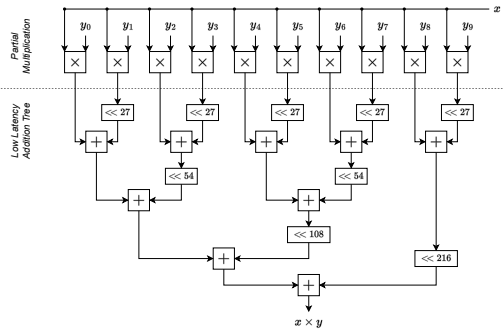 x
y0 y1 y2 y3 y4 y5 y6 y7 y8 y9
Partial
Multiplication
× × × × × × × × × ×
Low Latency
Addition Tree
<< 27 << 27 << 27 << 27 << 27
+ + + + +
<< 54 << 54
+ +
<< 108
+
<< 216
+
x × y